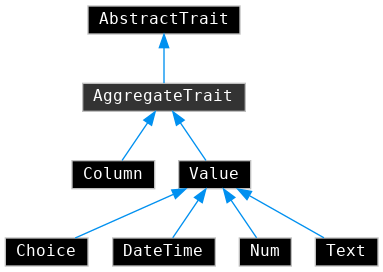 AbstractTrait
AggregateTrait
Column Value
Choice DateTime Num Text